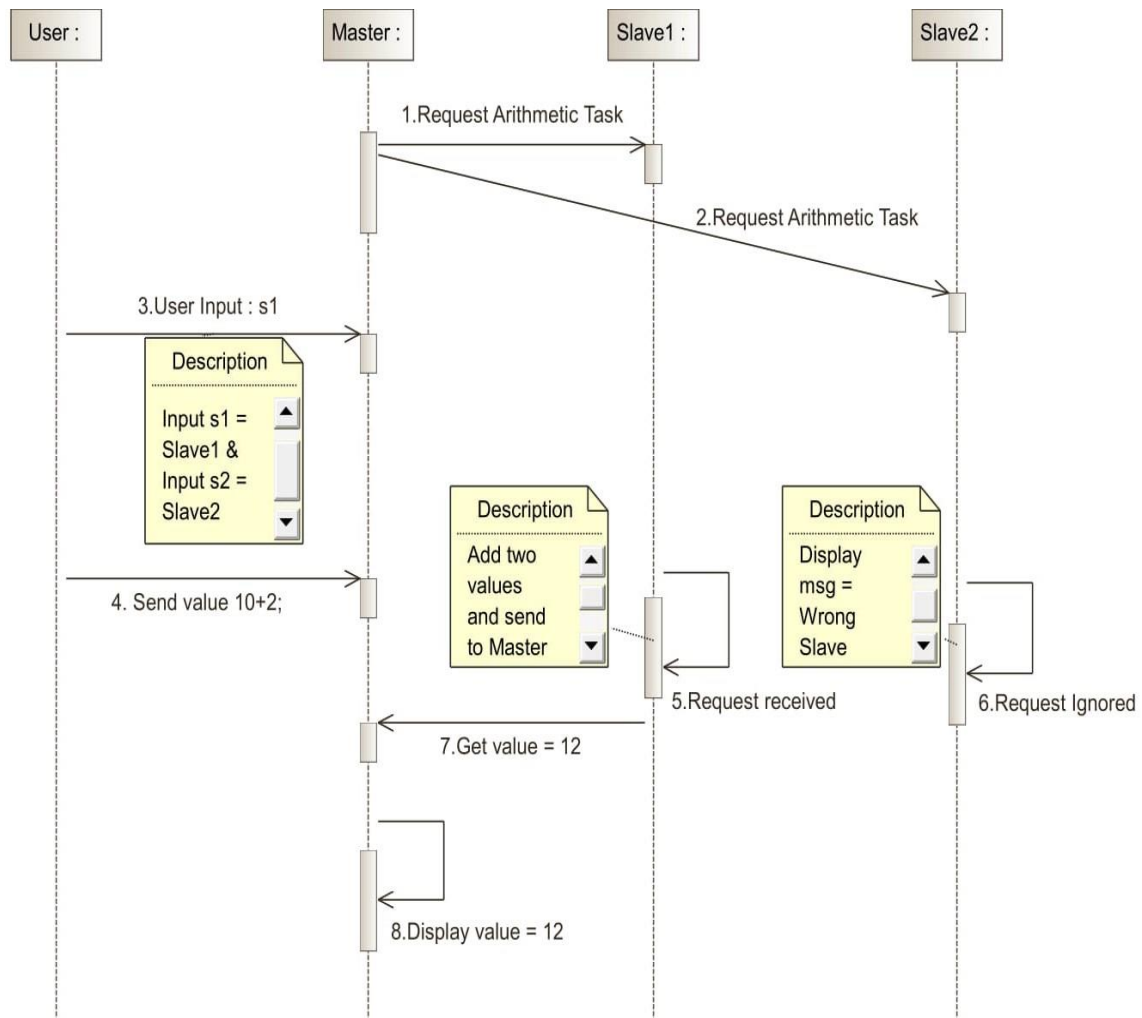 User :
Master :
Slave1 :
Slave2 :
1.Request Arithmetic Task
2.Request Arithmetic Task
3.User Input : s1
Description
Input s1 =
Slave1 &
Input s2 =
Slave2
4. Send value 10+2;
Description
Add two
values
and send
to Master
Description
Display
msg =
Wrong
Slave
5.Request received
6.Request Ignored
7.Get value = 12
8.Display value = 12